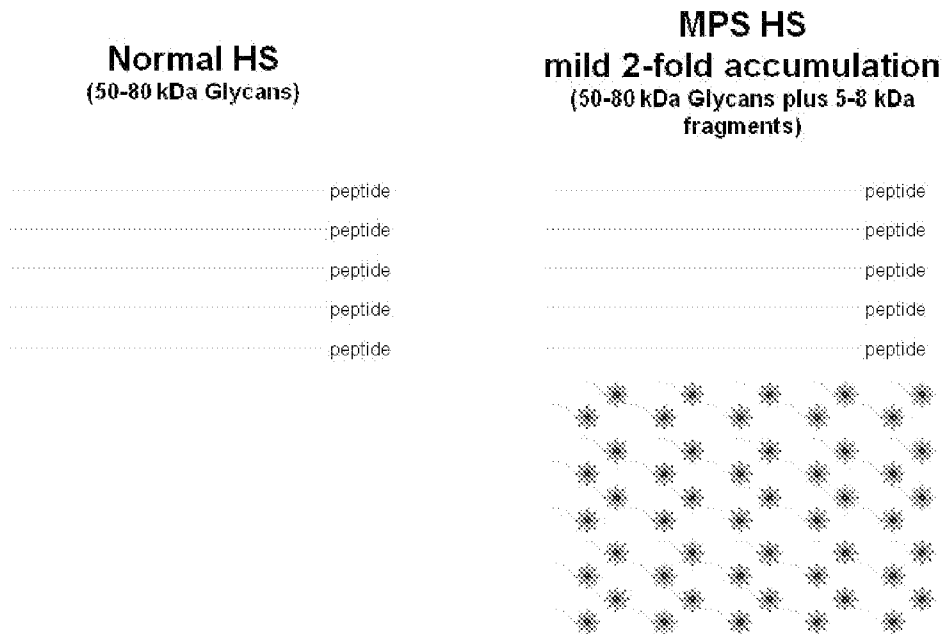 Normal HS
(50-80 kDa Glycans)
peptide
peptide
peptide
peptide
peptide
MPS HS
mild 2-fold accumulation
(50-80 kDa Glycans plus 5-8 kDa
fragments)
peptide
peptide
peptide
peptide
peptide